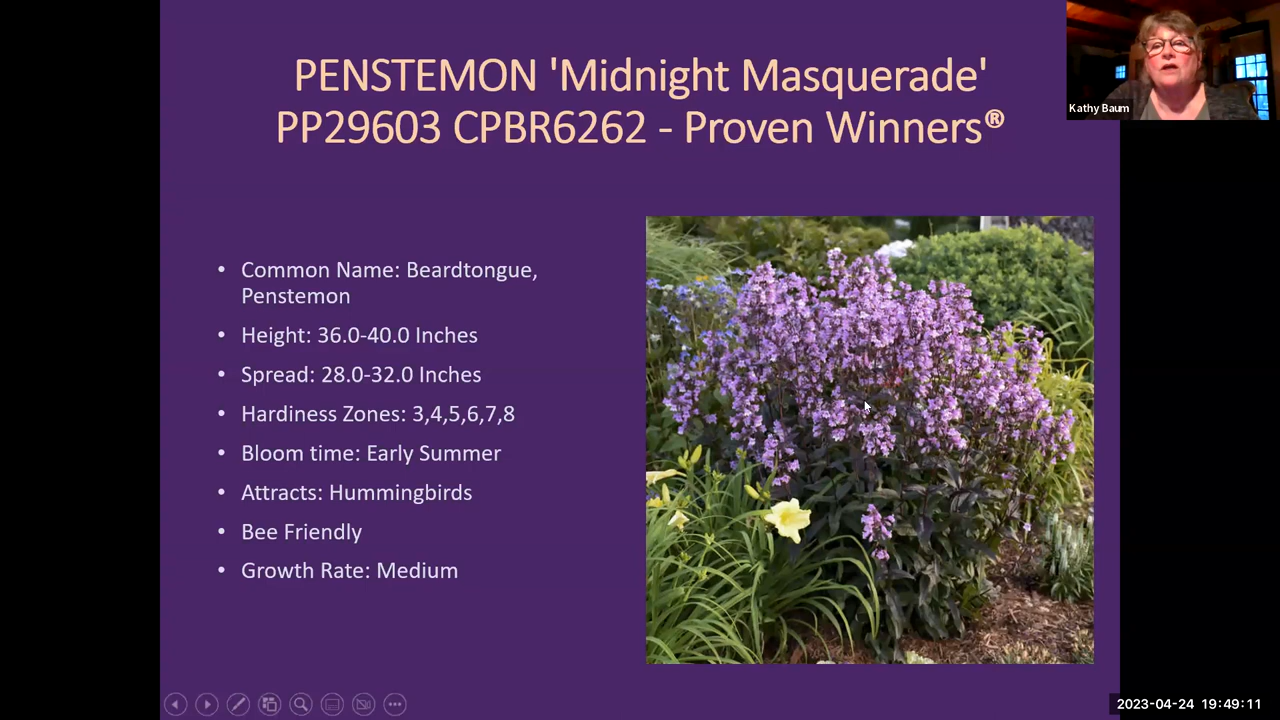 PENSTEMON 'Midnight Masquerade'
PP29603 CPBR6262 - Proven Winners®
Kathy Baum
• Common Name: Beardtongue,
Penstemon
• Height: 36.0-40.0 Inches
• Spread: 28.0-32.0 Inches
• Hardiness Zones: 3,4,5,6,7,8
• Bloom time: Early Summer
• Attracts: Hummingbirds
• Bee Friendly
• Growth Rate: Medium
2023-04-24 19:49:11